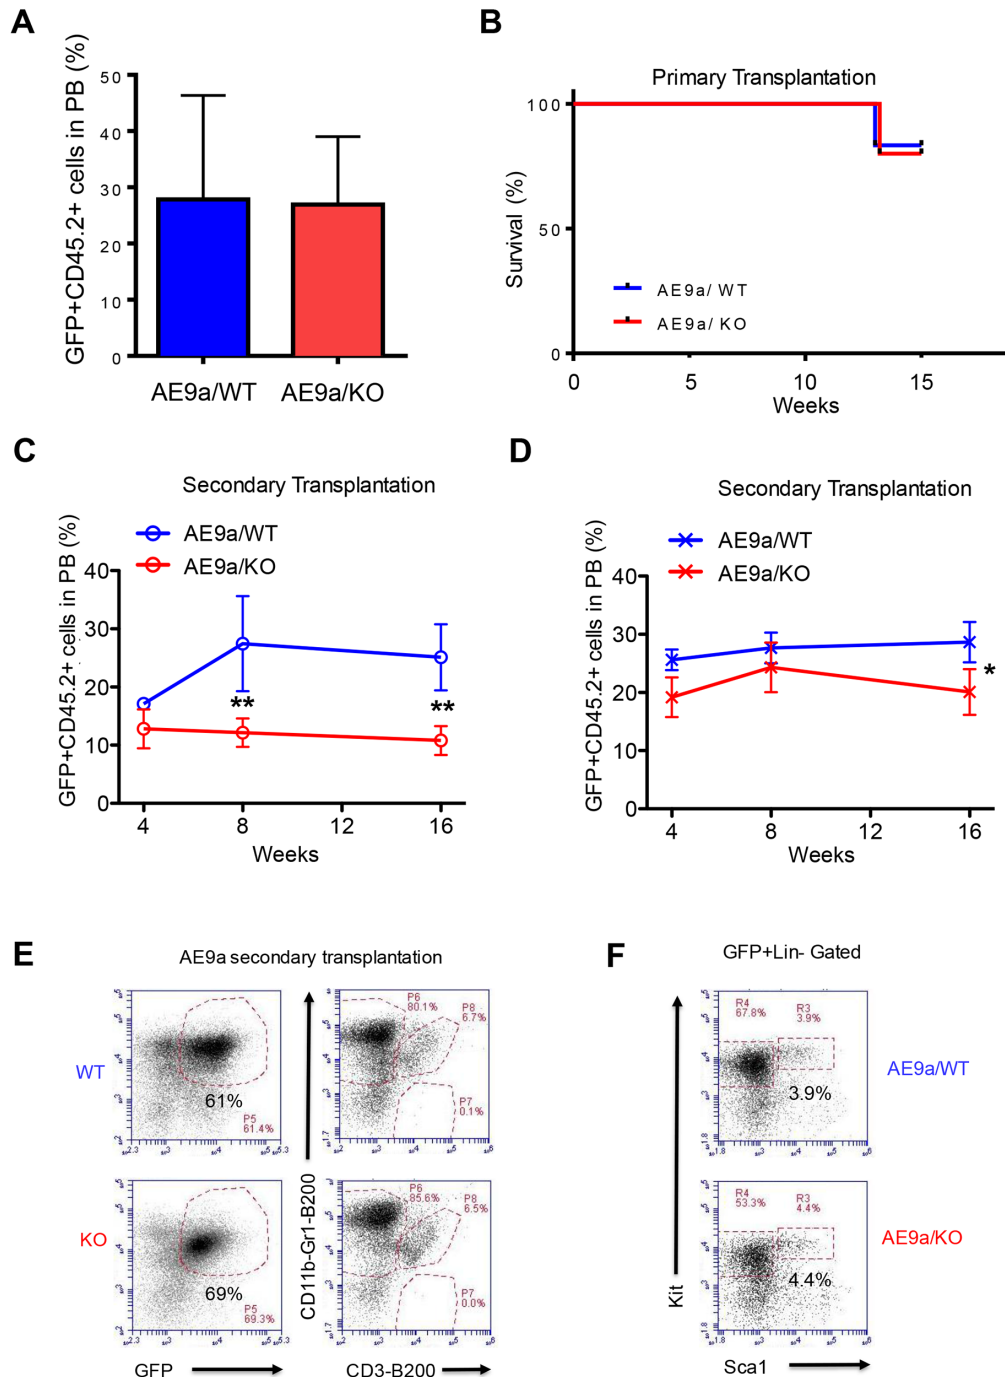 A
GFP+CD45.2+ cells in PB (%)
50
40
30
20
10
0
AE9a/WT
AE9a/KO
B
Primary Transplantation
Survival (%)
100
50
0
AE9a/ WT
AE9a/ KO
0
5
10
15
Weeks
C
Secondary Transplantation
AE9a/WT
AE9a/KO
GFP+CD45.2+ cells in PB (%)
40
30
20
10
0
**
**
4
8
12
16
Weeks
D
Secondary Transplantation
AE9a/WT
AE9a/KO
GFP+CD45.2+ cells in PB (%)
40
30
20
10
0
*
4
8
12
16
Weeks
E
AE9a secondary transplantation
WT
61%
P5
61.4%
P6
80.1%
P8
6.7%
P7
0.1%
KO
69%
P5
69.3%
P6
85.6%
P8
6.5%
P7
0.0%
CD11b-Gr1-B200
GFP
CD3-B200
F
GFP+Lin- Gated
R4
67.8%
R3
3.9%
3.9%
AE9a/WT
R4
53.3%
R3
4.4%
4.4%
AE9a/KO
Kit
Sca1